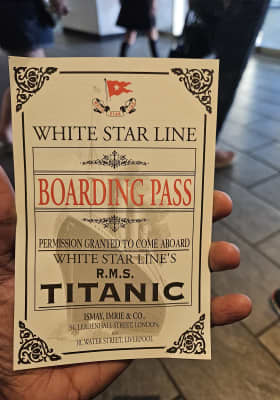 WHITE STAR LINE
BOARDING PASS
PERMISSION GRANTED TO COME ABOARD
WHITE STAR LINE'S
R.M.S.
TITANIC
ISMAY, IMRIE & CO.,
34, LEADENHALL STREET, LONDON,
AND
10, WATER STREET, LIVERPOOL